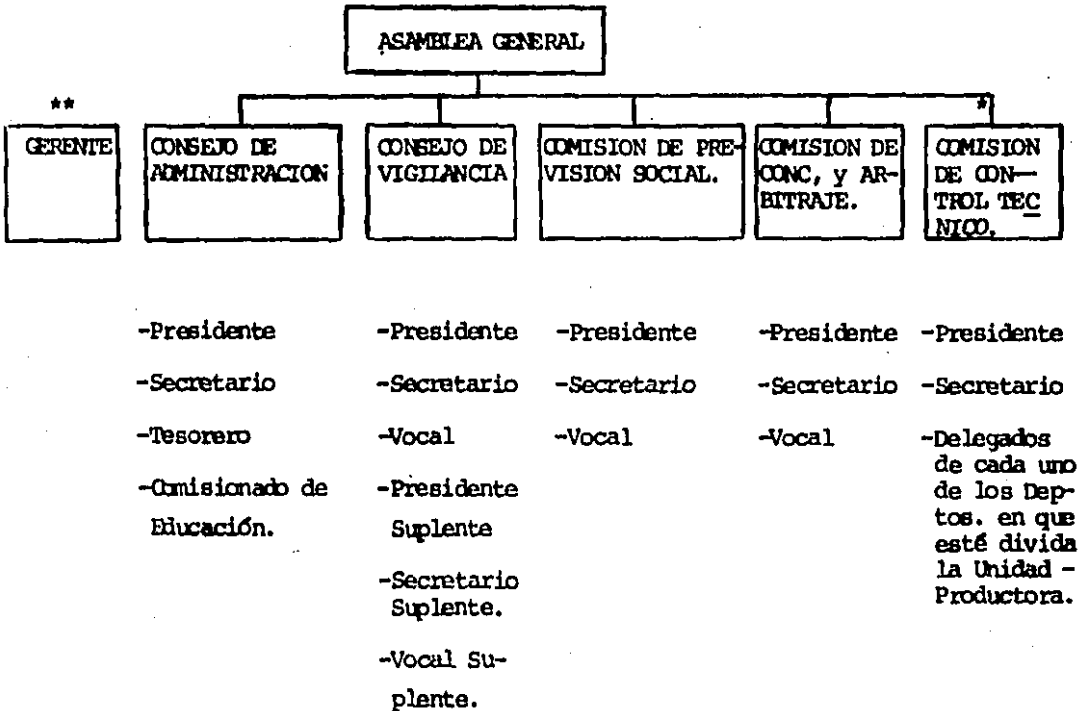 ASAMBLEA GENERAL
**
*
GERENTE
CONSEJO DE
ADMINISTRACION
CONSEJO DE
VIGILANCIA
COMISION DE PRE-
VISION SOCIAL.
COMISION DE
CONC, y AR-
BITRAJE.
COMISION
DE CON—
TROL TEC
NICO.
-Presidente
-Secretario
-Tesorero
-Comisionado de
Educación.
-Presidente
-Secretario
-Vocal
-Presidente
Suplente
-Secretario
Suplente.
-Vocal Su-
plente.
-Presidente
-Secretario
-Vocal
-Presidente
-Secretario
-Vocal
-Presidente
-Secretario
-Delegados
de cada uno
de los Dep-
tos. en que
esté divida
la Unidad -
Productora.